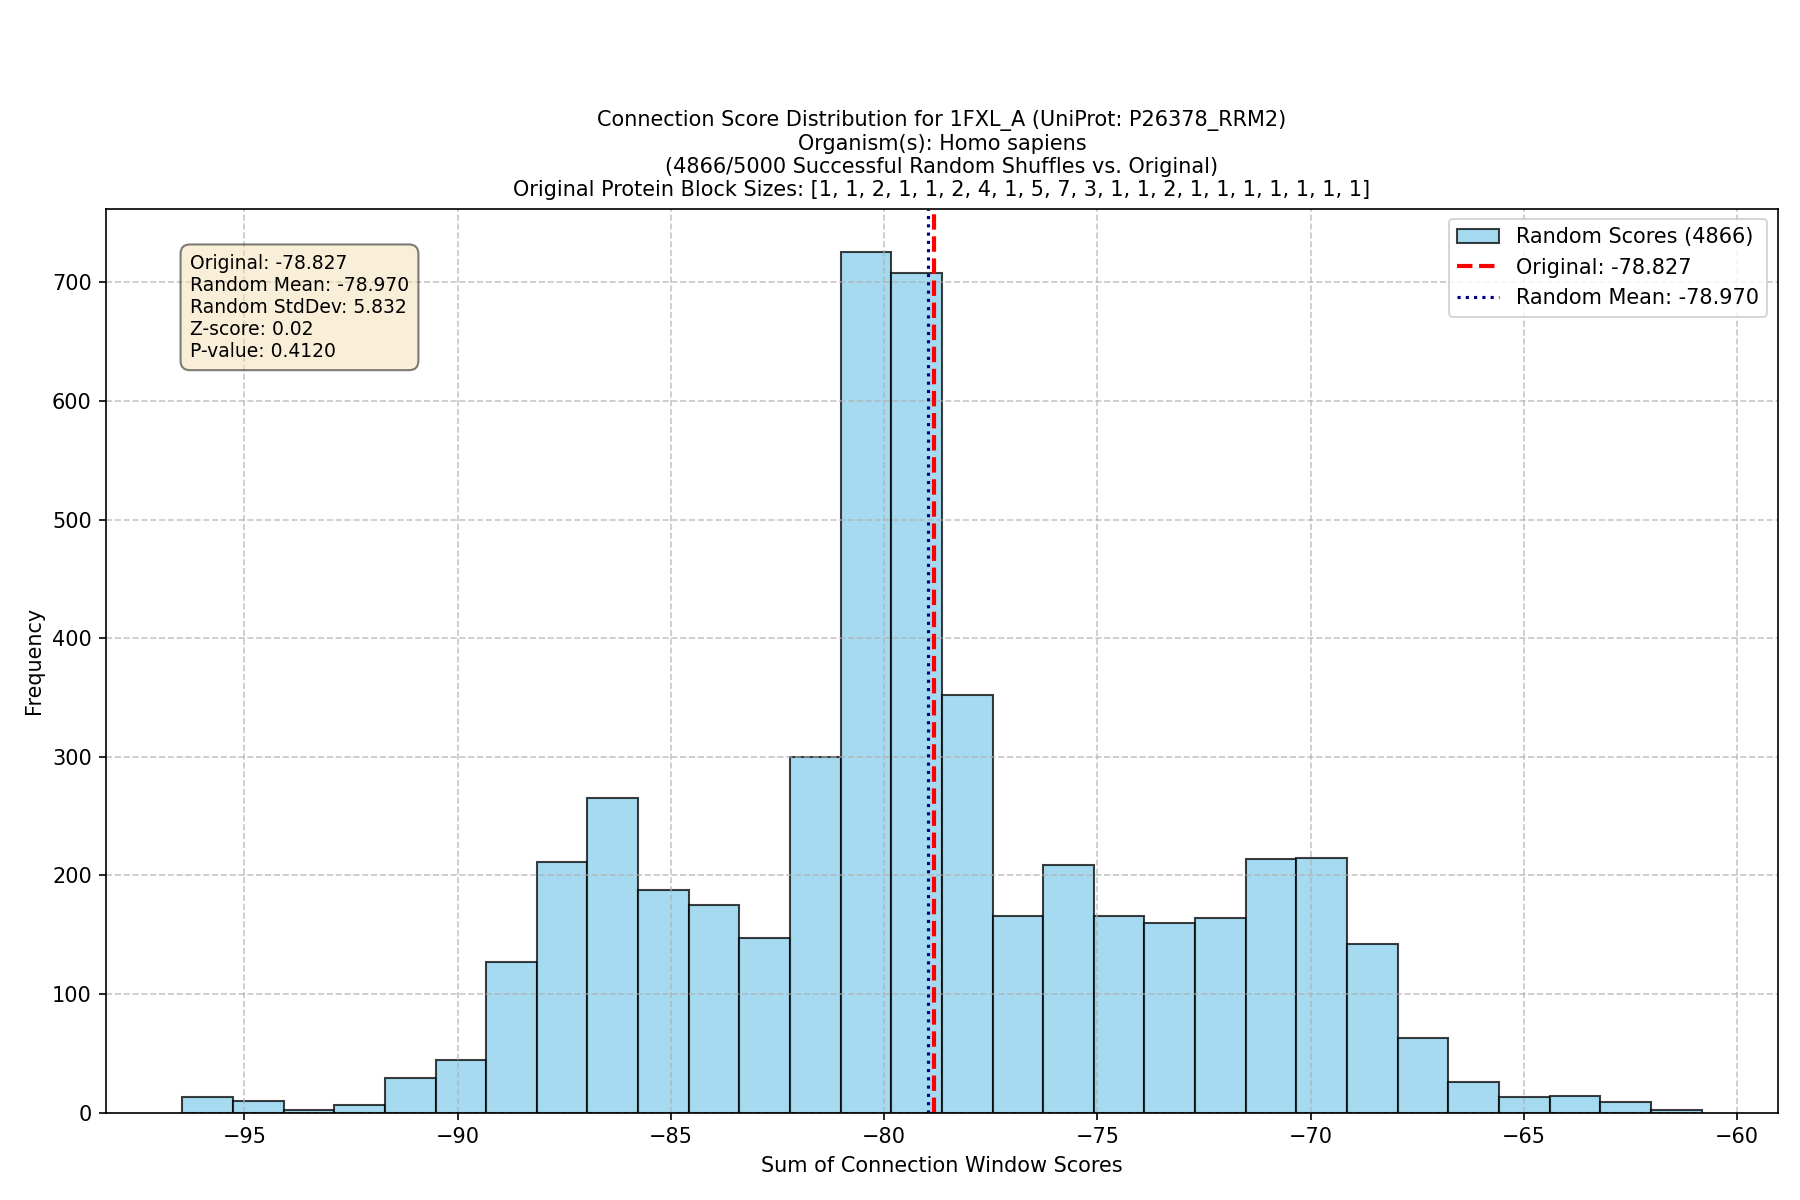 Connection Score Distribution for 1FXL_A (UniProt: P26378_RRM2)
Organism(s): Homo sapiens
(4866/5000 Successful Random Shuffles vs. Original)
Original Protein Block Sizes: [1, 1, 2, 1, 1, 2, 4, 1, 5, 7, 3, 1, 1, 2, 1, 1, 1, 1, 1, 1, 1]
Original: -78.827
Random Mean: -78.970
Random StdDev: 5.832
Z-score: 0.02
P-value: 0.4120
Random Scores (4866)
Original: -78.827
Random Mean: -78.970
Frequency
700
600
500
400
300
200
100
0
−95
−90
−85
−80
−75
−70
−65
−60
Sum of Connection Window Scores